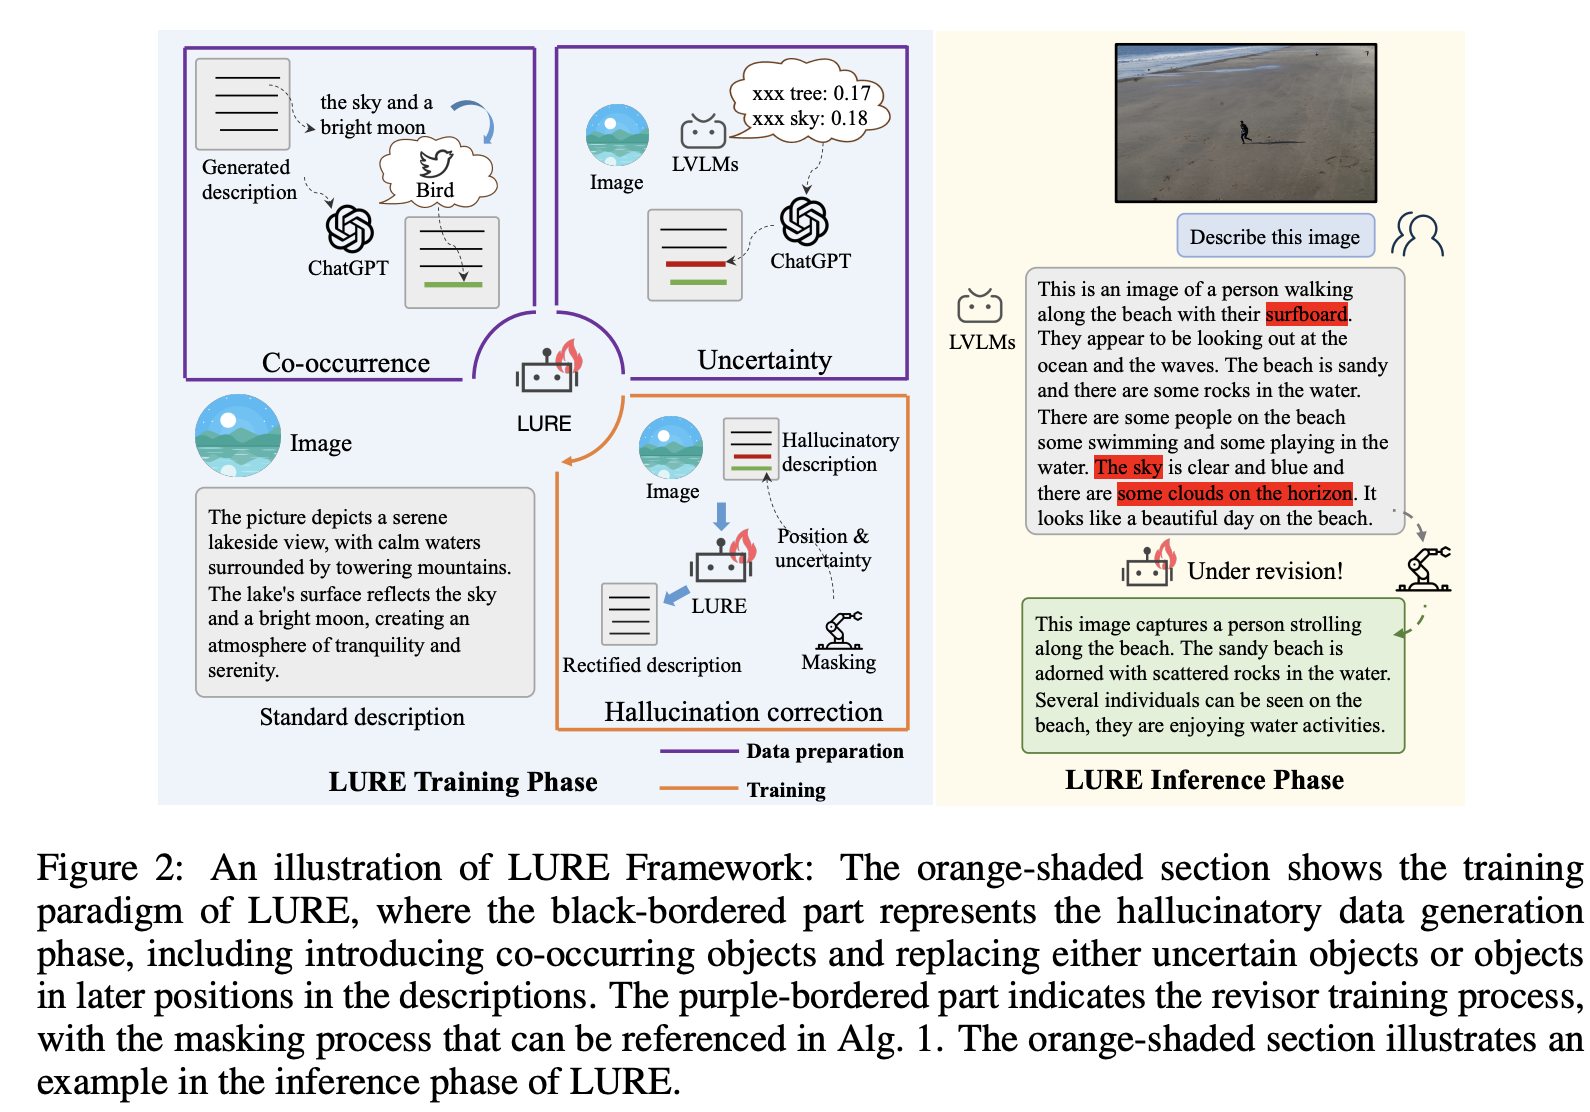 the sky and a
bright moon
Generated
description
Bird
ChatGPT
Co-occurrence
xxx tree: 0.17
xxx sky: 0.18
LVLMs
Image
ChatGPT
Uncertainty
LURE
Image
The picture depicts a serene
lakeside view, with calm waters
surrounded by towering mountains.
The lake's surface reflects the sky
and a bright moon, creating an
atmosphere of tranquility and
serenity.
Standard description
Hallucinatory
description
Image
Position &
uncertainty
LURE
Rectified description
Masking
Hallucination correction
Data preparation
Training
LURE Training Phase
Describe this image
LVLMs
This is an image of a person walking
along the beach with their surfboard.
They appear to be looking out at the
ocean and the waves. The beach is sandy
and there are some rocks in the water.
There are some people on the beach
some swimming and some playing in the
water. The sky is clear and blue and
there are some clouds on the horizon. It
looks like a beautiful day on the beach.
Under revision!
This image captures a person strolling
along the beach. The sandy beach is
adorned with scattered rocks in the water.
Several individuals can be seen on the
beach, they are enjoying water activities.
LURE Inference Phase
Figure 2: An illustration of LURE Framework: The orange-shaded section shows the training
paradigm of LURE, where the black-bordered part represents the hallucinatory data generation
phase, including introducing co-occurring objects and replacing either uncertain objects or objects
in later positions in the descriptions. The purple-bordered part indicates the revisor training process,
with the masking process that can be referenced in Alg. 1. The orange-shaded section illustrates an
example in the inference phase of LURE.